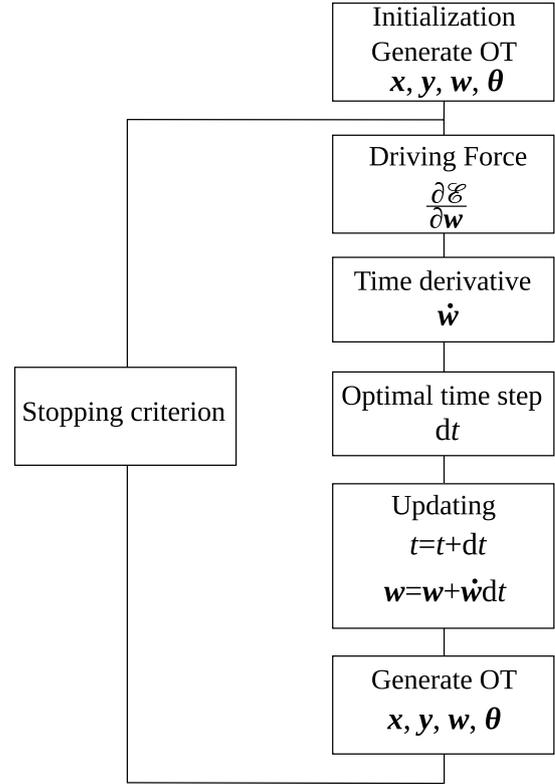 Initialization
Generate OT
x, y, w, θ
Driving Force
∂ℰ
∂w
Time derivative
ẇ
Optimal time step
dt
Stopping criterion
Updating
t=t+dt
w=w+ẇdt
Generate OT
x, y, w, θ